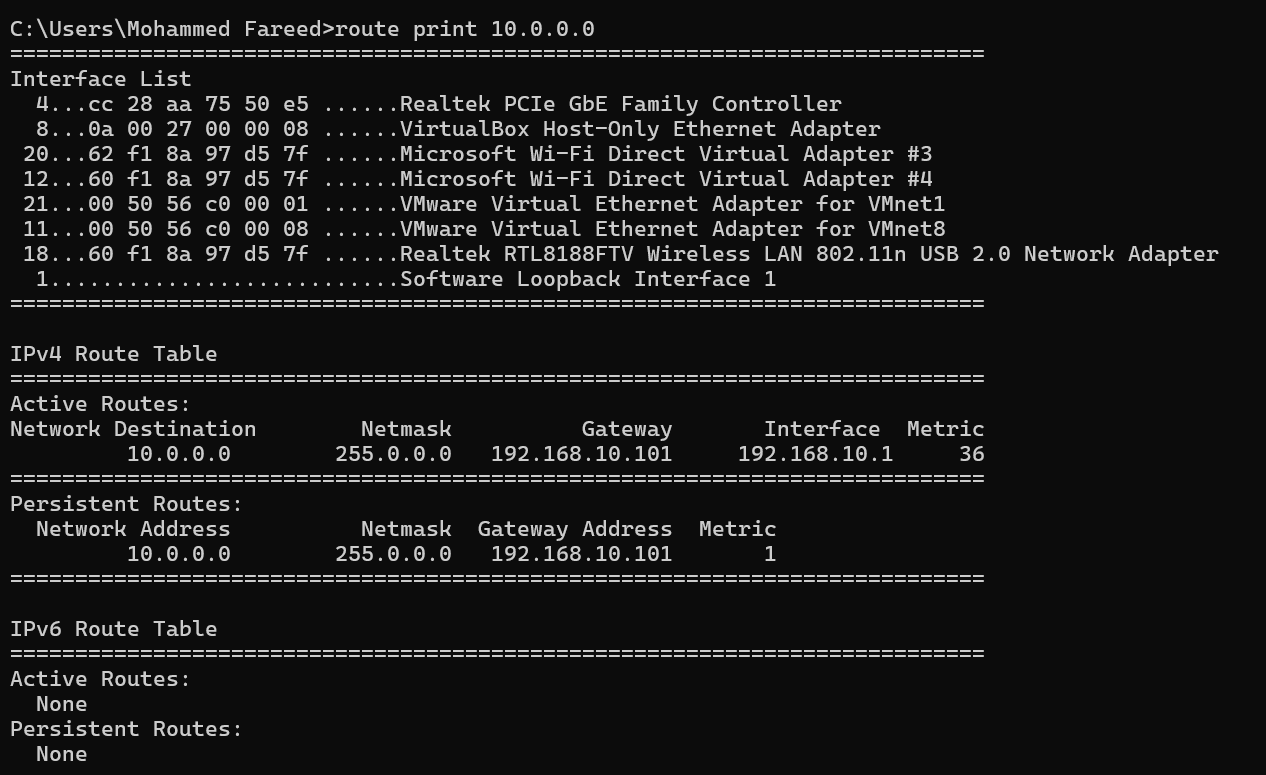 C:\Users\Mohammed Fareed>route print 10.0.0.0
===========================================================================
Interface List
  4...cc 28 aa 75 50 e5 ......Realtek PCIe GbE Family Controller
  8...0a 00 27 00 00 08 ......VirtualBox Host-Only Ethernet Adapter
 20...62 f1 8a 97 d5 7f ......Microsoft Wi-Fi Direct Virtual Adapter #3
 12...60 f1 8a 97 d5 7f ......Microsoft Wi-Fi Direct Virtual Adapter #4
 21...00 50 56 c0 00 01 ......VMware Virtual Ethernet Adapter for VMnet1
 11...00 50 56 c0 00 08 ......VMware Virtual Ethernet Adapter for VMnet8
 18...60 f1 8a 97 d5 7f ......Realtek RTL8188FTV Wireless LAN 802.11n USB 2.0 Network Adapter
  1...........................Software Loopback Interface 1
===========================================================================

IPv4 Route Table
===========================================================================
Active Routes:
Network Destination        Netmask          Gateway       Interface  Metric
         10.0.0.0        255.0.0.0   192.168.10.101     192.168.10.1     36
===========================================================================
Persistent Routes:
  Network Address          Netmask  Gateway Address  Metric
         10.0.0.0        255.0.0.0   192.168.10.101       1
===========================================================================

IPv6 Route Table
===========================================================================
Active Routes:
  None
Persistent Routes:
  None